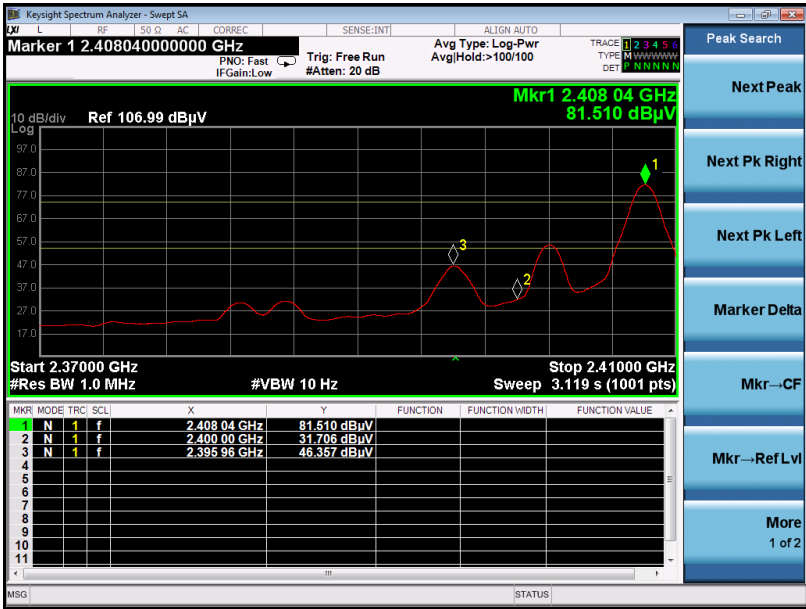 Keysight Spectrum Analyzer - Swept SA
LXI L RF 50 Ω AC CORREC SENSE:INT ALIGN AUTO
Marker 1 2.408040000000 GHz
PNO: Fast
IFGain:Low
Trig: Free Run
#Atten: 20 dB
Avg Type: Log-Pwr
Avg|Hold:>100/100
TRACE 1 2 3 4 5 6
TYPE M WWWWW
DET P N N N N N
Mkr1 2.408 04 GHz
81.510 dBµV
10 dB/div Ref 106.99 dBµV
Log
97.0
87.0
77.0
67.0
57.0
47.0
37.0
27.0
17.0
1
3
2
Start 2.37000 GHz Stop 2.41000 GHz
#Res BW 1.0 MHz #VBW 10 Hz Sweep 3.119 s (1001 pts)
MKR MODE TRC SCL X Y FUNCTION FUNCTION WIDTH FUNCTION VALUE
1 N 1 f 2.408 04 GHz 81.510 dBµV
2 N 1 f 2.400 00 GHz 31.706 dBµV
3 N 1 f 2.395 96 GHz 46.357 dBµV
4
5
6
7
8
9
10
11
MSG STATUS
Peak Search
Next Peak
Next Pk Right
Next Pk Left
Marker Delta
Mkr→CF
Mkr→Ref Lvl
More
1 of 2